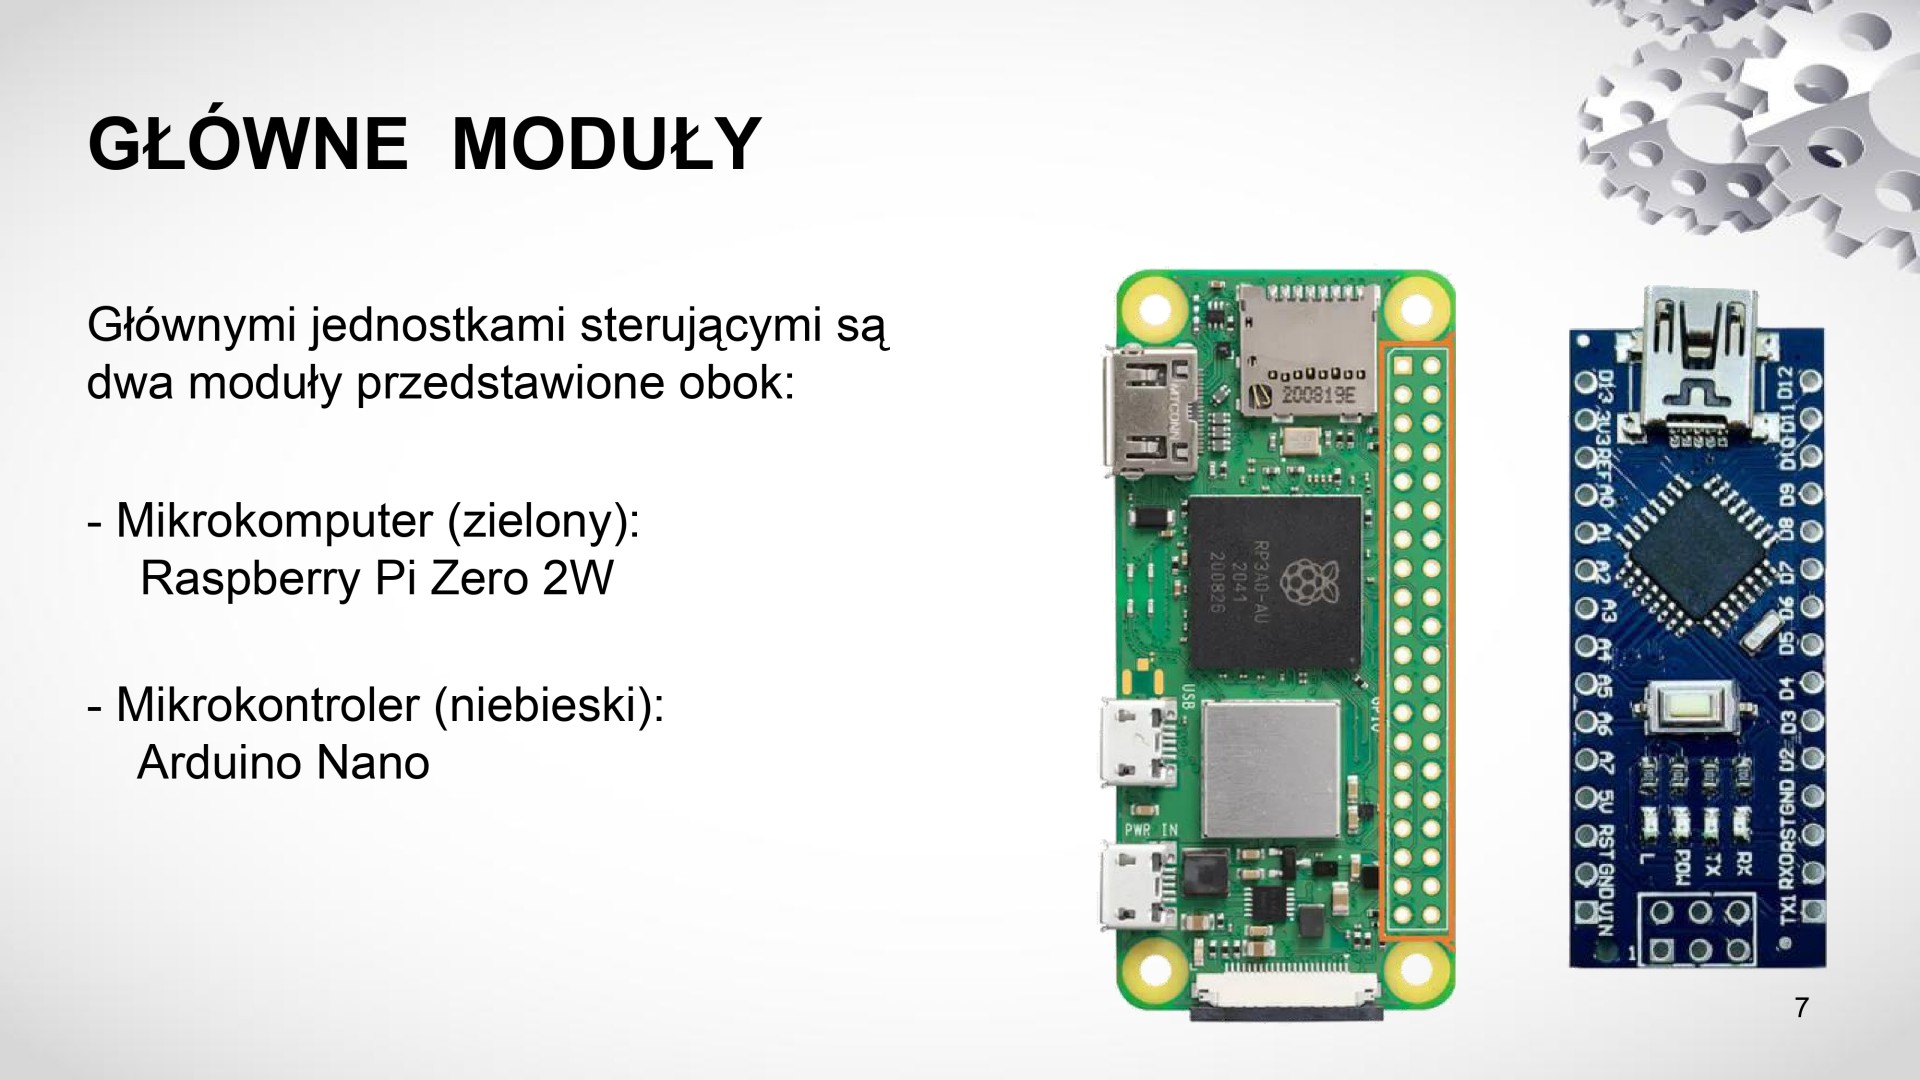 GŁÓWNE MODUŁY
Głównymi jednostkami sterującymi są
dwa moduły przedstawione obok:
- Mikrokomputer (zielony):
Raspberry Pi Zero 2W
- Mikrokontroler (niebieski):
Arduino Nano
200819E
RP3A0-AU
2041
200826
USB
GPIO
PWR IN
D13 3V3 REF A0 A1 A2 A3 A4 A5 A6 A7 5V RST GND VIN
D12 D11 D10 D9 D8 D7 D6 D5 D4 D3 D2 GND RST RX0 TX1
L
POW
TX
RX
1
7